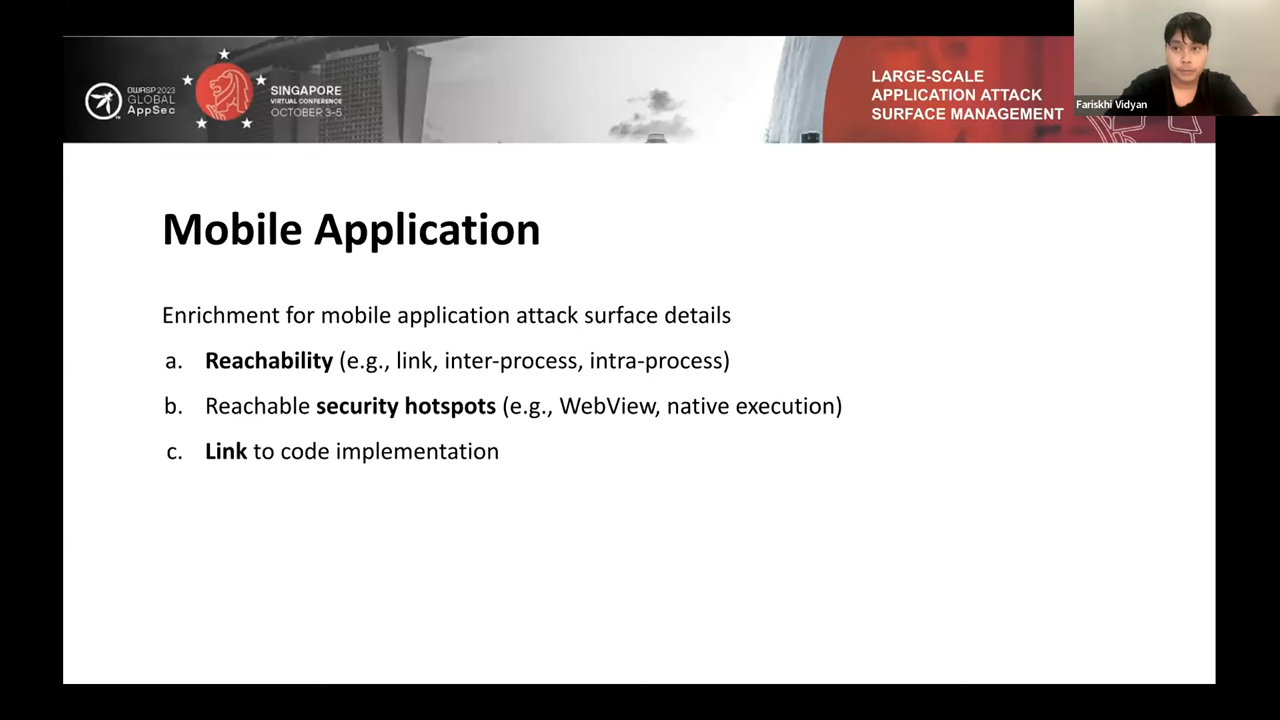 OWASP 2023
GLOBAL
AppSec
SINGAPORE
VIRTUAL CONFERENCE
OCTOBER 3-5
LARGE-SCALE
APPLICATION ATTACK
SURFACE MANAGEMENT
Fariskhi Vidyan
Mobile Application
Enrichment for mobile application attack surface details
a. Reachability (e.g., link, inter-process, intra-process)
b. Reachable security hotspots (e.g., WebView, native execution)
c. Link to code implementation